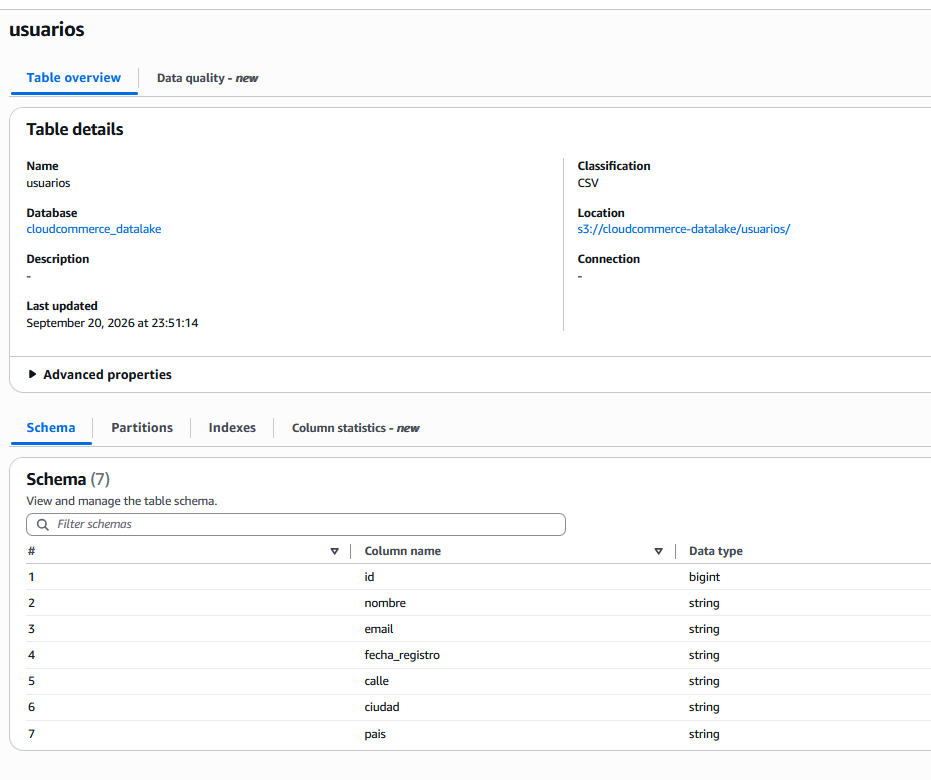 usuarios
Table overview
Data quality - new
Table details
Name
usuarios
Database
cloudcommerce_datalake
Description
-
Last updated
September 20, 2026 at 23:51:14
Classification
CSV
Location
s3://cloudcommerce-datalake/usuarios/
Connection
-
Advanced properties
Schema
Partitions
Indexes
Column statistics - new
Schema (7)
View and manage the table schema.
Filter schemas
# Column name Data type
1 id bigint
2 nombre string
3 email string
4 fecha_registro string
5 calle string
6 ciudad string
7 pais string